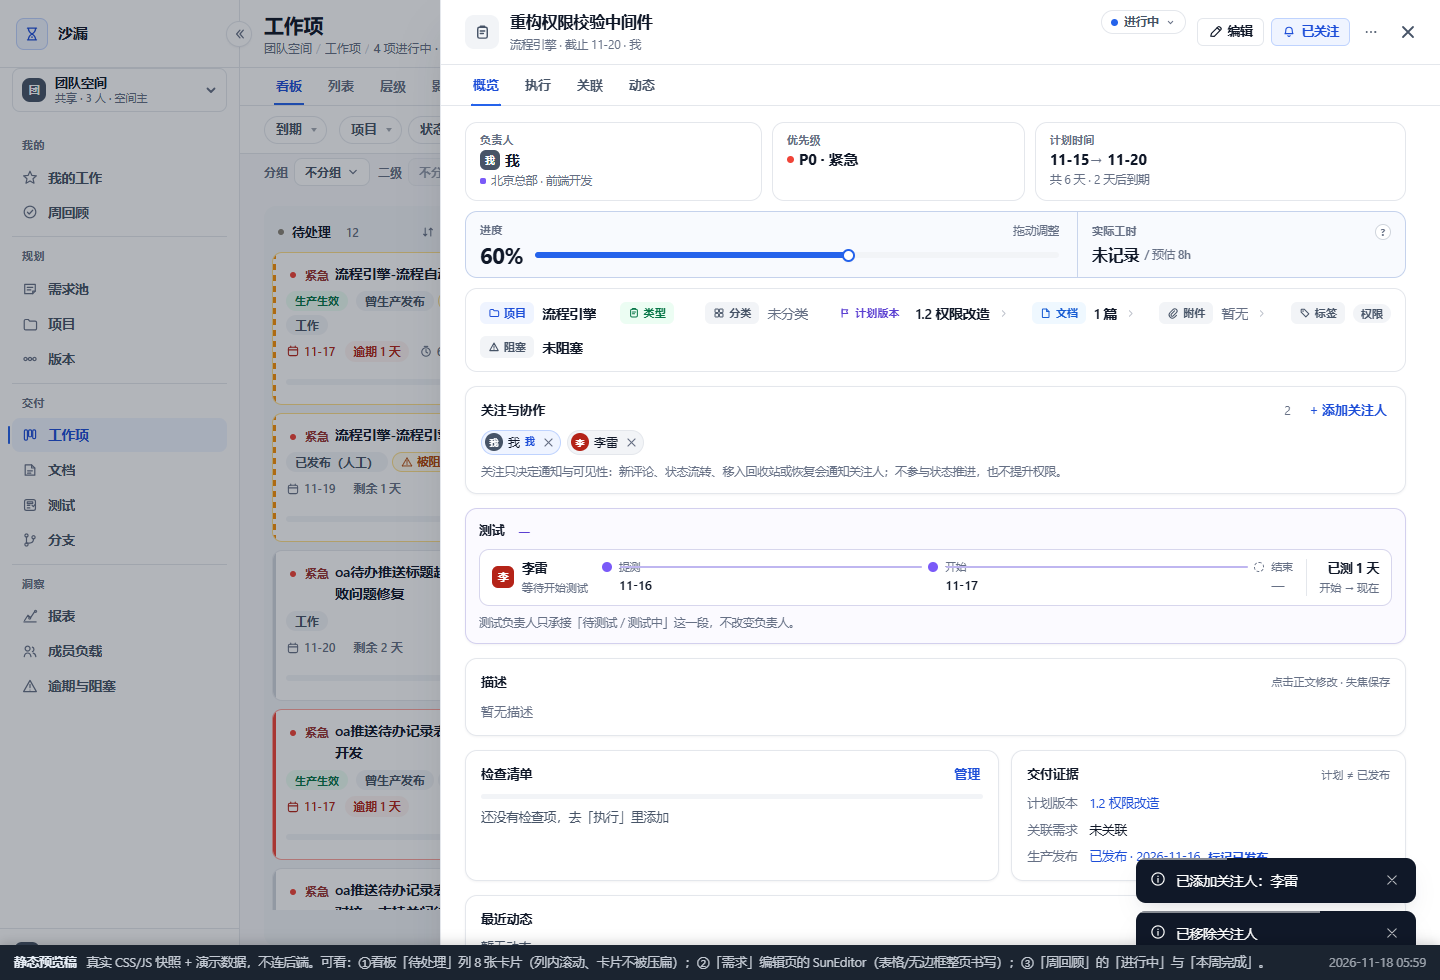 沙漏
团 团队空间
共享 · 3 人 · 空间主
我的
我的工作
周回顾
规划
需求池
项目
版本
交付
工作项
文档
测试
分支
洞察
报表
成员负载
逾期与阻塞
工作项
团队空间 / 工作项 / 4 项进行中 ·
看板 列表 层级
到期 项目 状态
分组 不分组 二级 不分
待处理 12
紧急 流程引擎-流程自
生产生效 曾生产发布
工作
11-17 逾期 1 天
紧急 流程引擎-流程引
已发布（人工） 被阻
11-19 剩余 1 天
紧急 oa待办推送标题超
败问题修复
工作
11-20 剩余 2 天
紧急 oa推送待办记录表
开发
生产生效 曾生产发布
11-17 逾期 1 天
紧急 oa推送待办记录表
重构权限校验中间件
流程引擎 · 截止 11-20 · 我
进行中 编辑 已关注 ···
概览 执行 关联 动态
负责人
我 我
北京总部 · 前端开发
优先级
P0 · 紧急
计划时间
11-15 → 11-20
共 6 天 · 2 天后到期
进度 拖动调整
60%
实际工时 ?
未记录 / 预估 8h
项目 流程引擎 类型 分类 未分类 计划版本 1.2 权限改造 文档 1 篇 附件 暂无 标签 权限
阻塞 未阻塞
关注与协作 2 + 添加关注人
我 我 我 李 李雷
关注只决定通知与可见性：新评论、状态流转、移入回收站或恢复会通知关注人；不参与状态推进，也不提升权限。
测试 —
李 李雷
等待开始测试
提测
11-16
开始
11-17
结束
—
已测 1 天
开始 → 现在
测试负责人只承接「待测试 / 测试中」这一段，不改变负责人。
描述 点击正文修改 · 失焦保存
暂无描述
检查清单 管理
还没有检查项，去「执行」里添加
交付证据 计划 ≠ 已发布
计划版本 1.2 权限改造
关联需求 未关联
生产发布 已发布 · 2026-11-16 标记已发布
最近动态
已添加关注人：李雷
已移除关注人
静态预览稿 真实 CSS/JS 快照 + 演示数据，不连后端。可看：①看板「待处理」列 8 张卡片（列内滚动、卡片不被压扁）；②「需求」编辑页的 SunEditor（表格/无边框整页书写）；③「周回顾」的「进行中」与「本周完成」。 2026-11-18 05:59